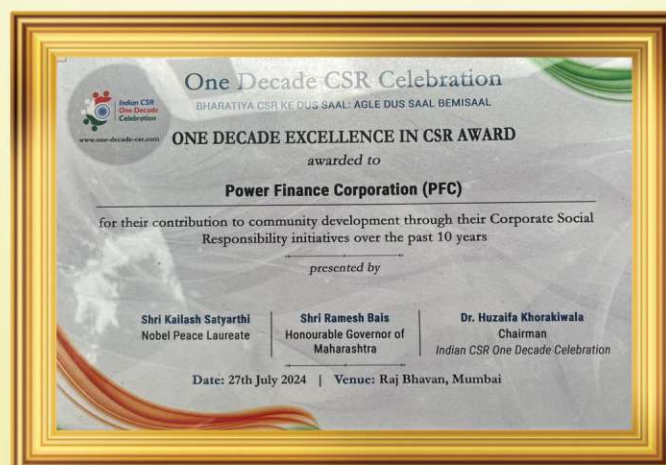 One Decade CSR Celebration
BHARATIYA CSR KE DUS SAAL: AGLE DUS SAAL BEMISAAL
Indian CSR
One Decade
Celebration
www.one-decade-csr.com
ONE DECADE EXCELLENCE IN CSR AWARD
awarded to
Power Finance Corporation (PFC)
for their contribution to community development through their Corporate Social
Responsibility initiatives over the past 10 years
presented by
Shri Kailash Satyarthi
Nobel Peace Laureate
Shri Ramesh Bais
Honourable Governor of
Maharashtra
Dr. Huzaifa Khorakiwala
Chairman
Indian CSR One Decade Celebration
Date: 27th July 2024 | Venue: Raj Bhavan, Mumbai